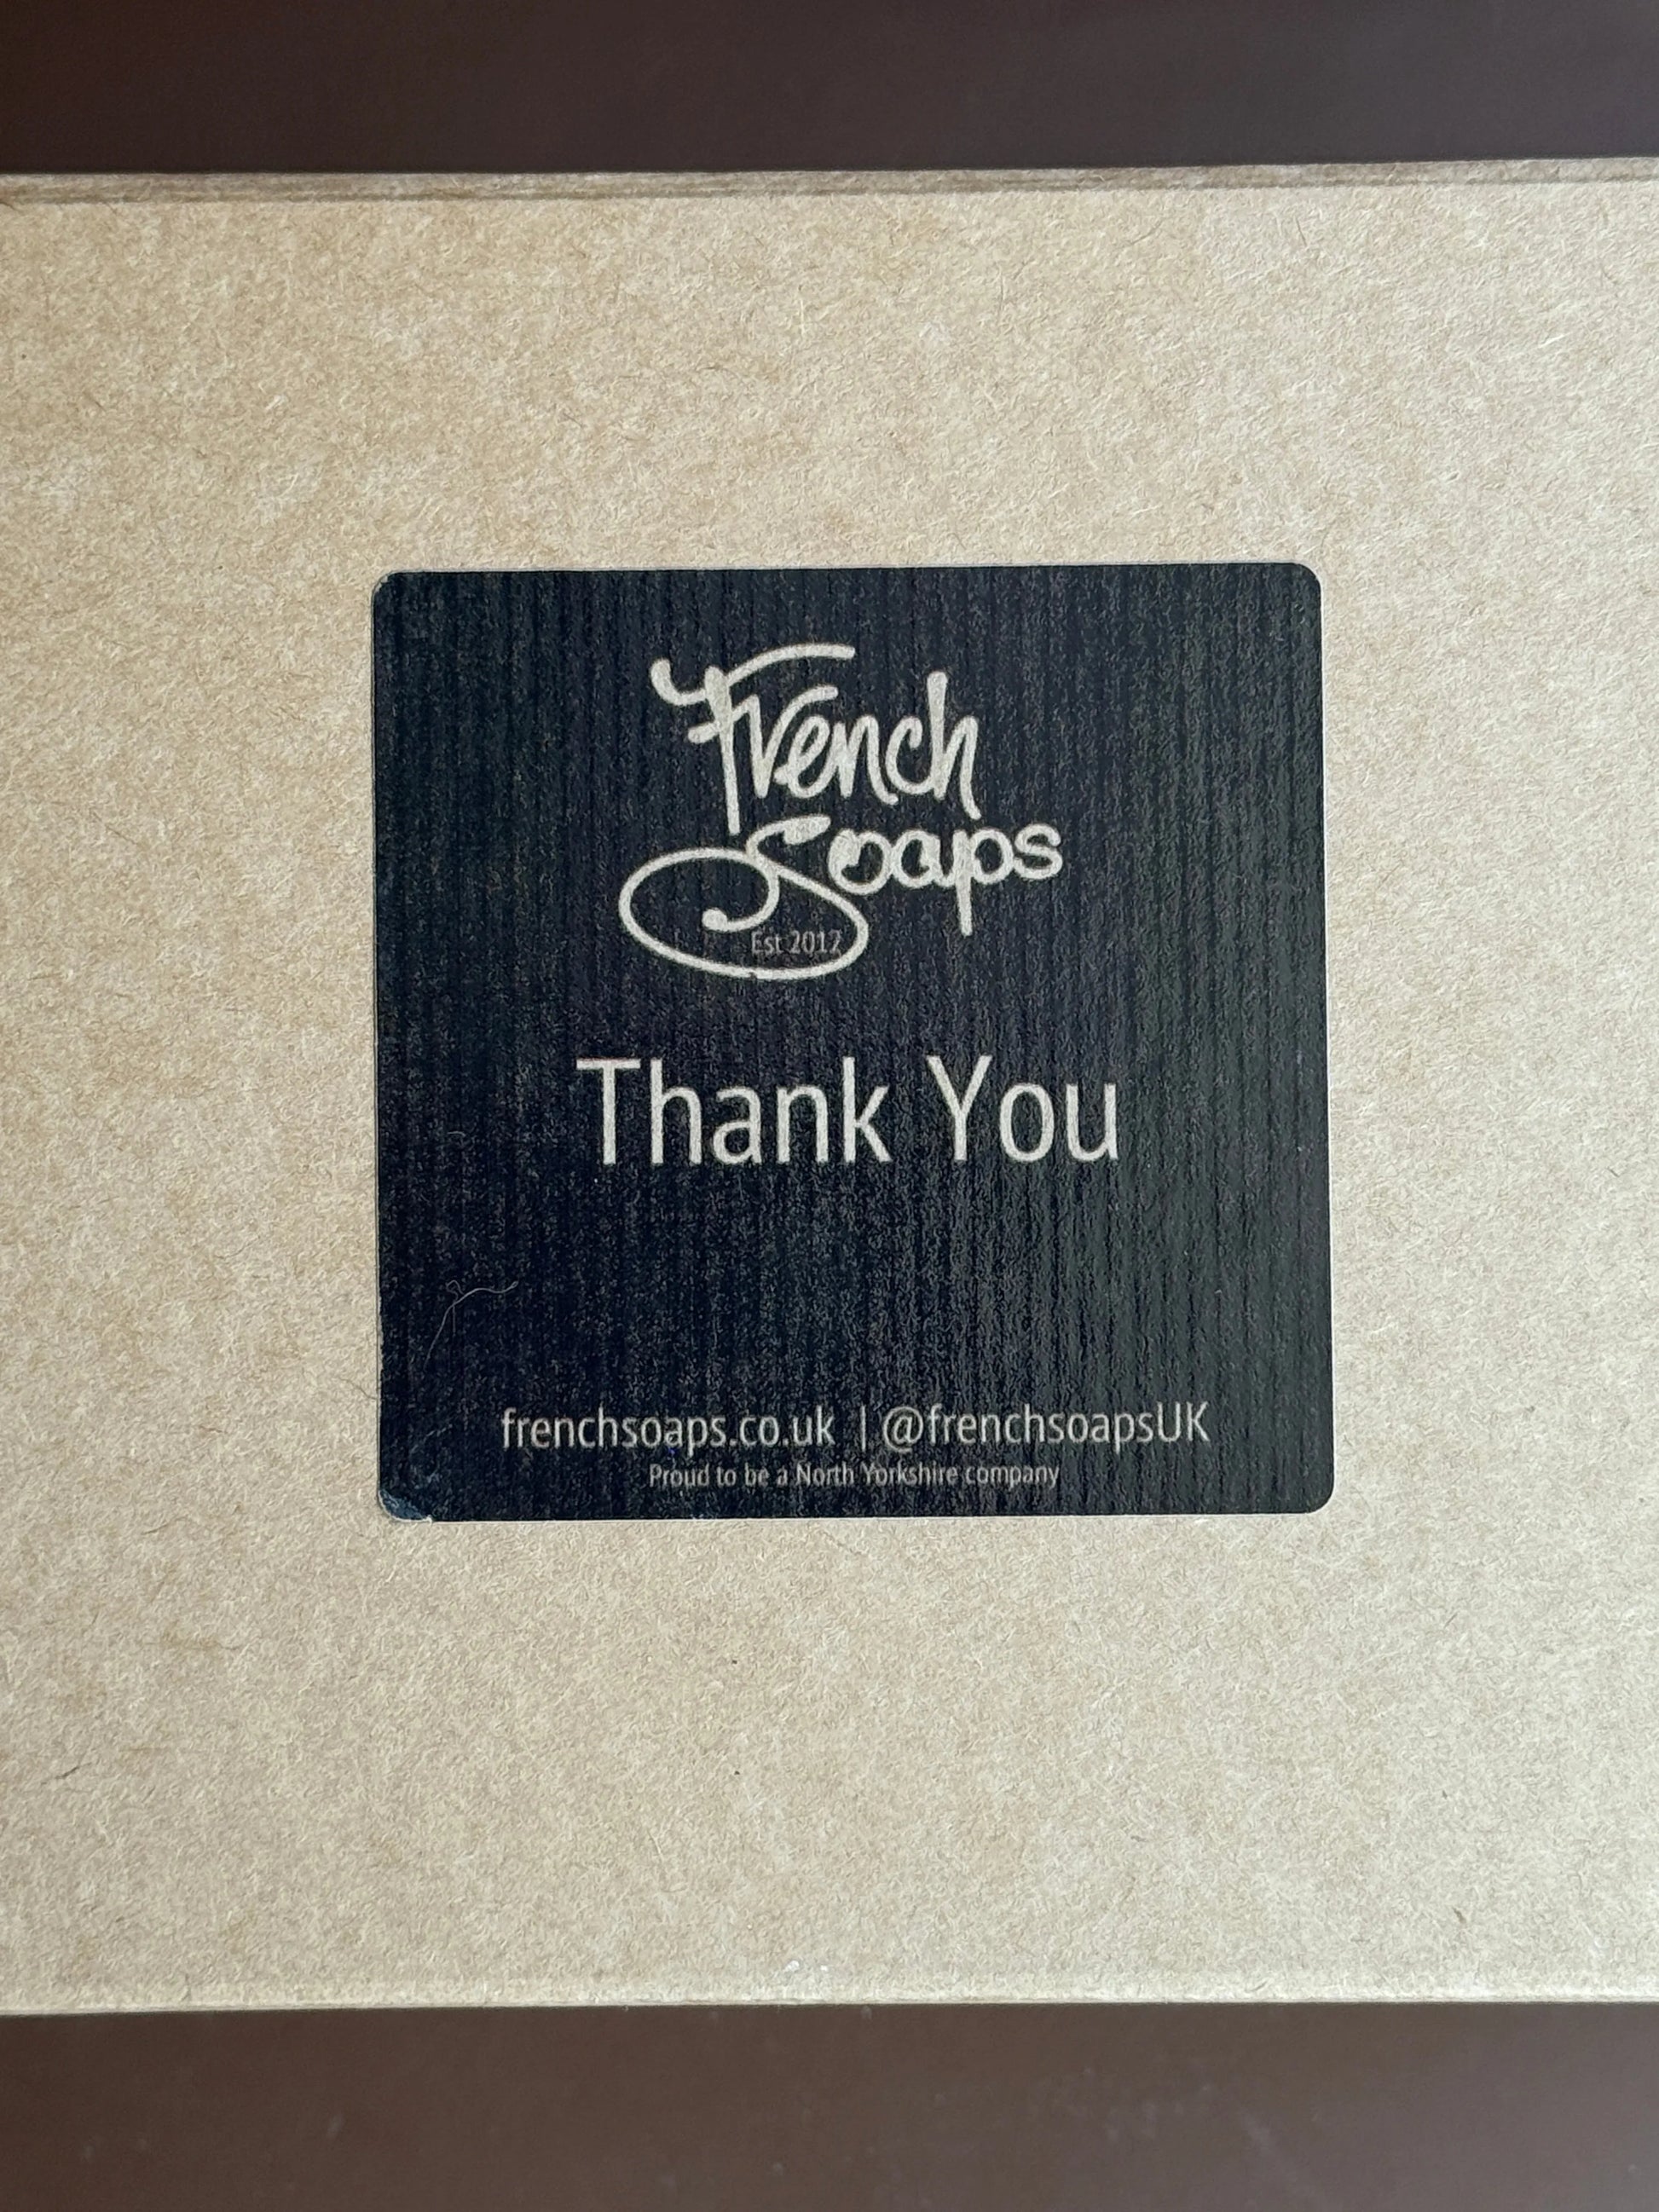 French
Soaps
Est 2012
Thank You
frenchsoaps.co.uk | @frenchsoapsUK
Proud to be a North Yorkshire company